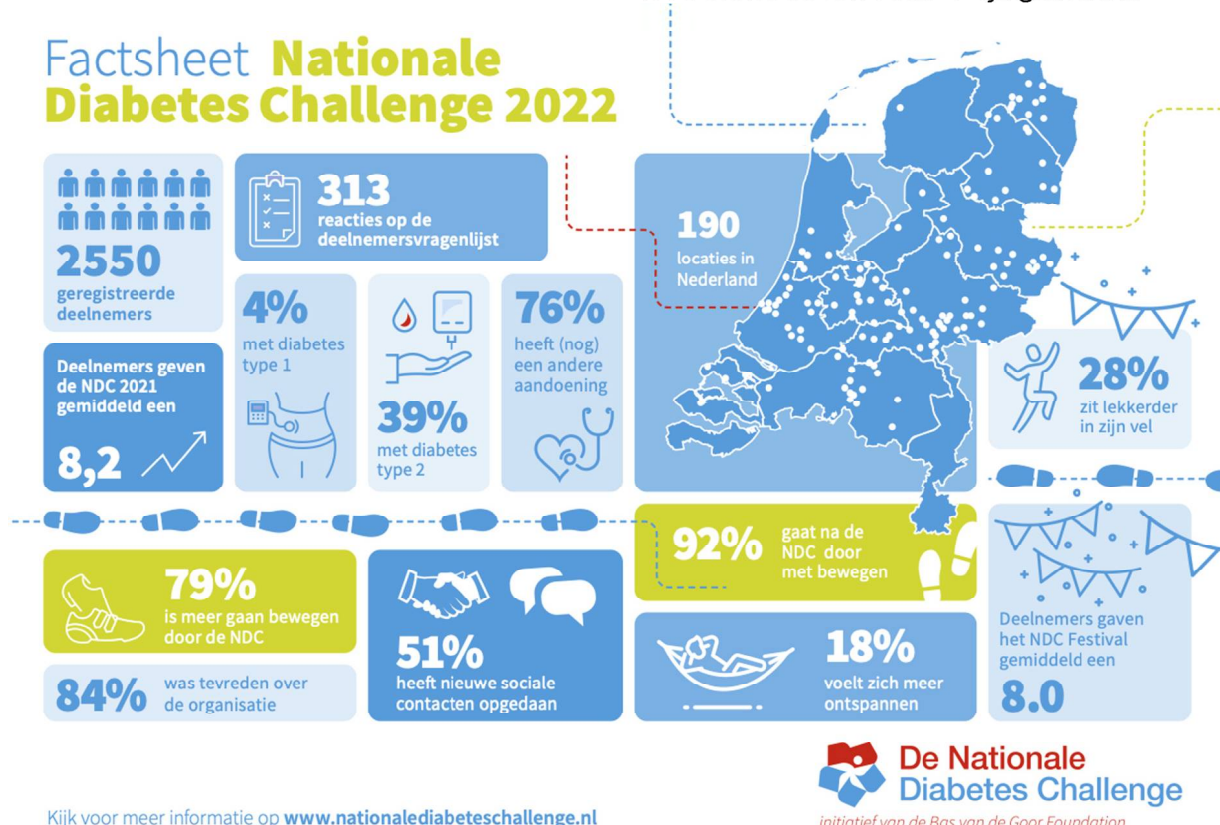 Factsheet Nationale
Diabetes Challenge 2022
2550
geregistreerde
deelnemers
313
reacties op de
deelnemersvragenlijst
190
locaties in
Nederland
Deelnemers geven
de NDC 2021
gemiddeld een
8,2
4%
met diabetes
type 1
39%
met diabetes
type 2
76%
heeft (nog)
een andere
aandoening
28%
zit lekkerder
in zijn vel
79%
is meer gaan bewegen
door de NDC
84%
was tevreden over
de organisatie
51%
heeft nieuwe sociale
contacten opgedaan
92%
gaat na de
NDC door
met bewegen
18%
voelt zich meer
ontspannen
Deelnemers gaven
het NDC Festival
gemiddeld een
8.0
De Nationale
Diabetes Challenge
initiatief van de Bas van de Goor Foundation
Kijk voor meer informatie op www.nationalediabeteschallenge.nl